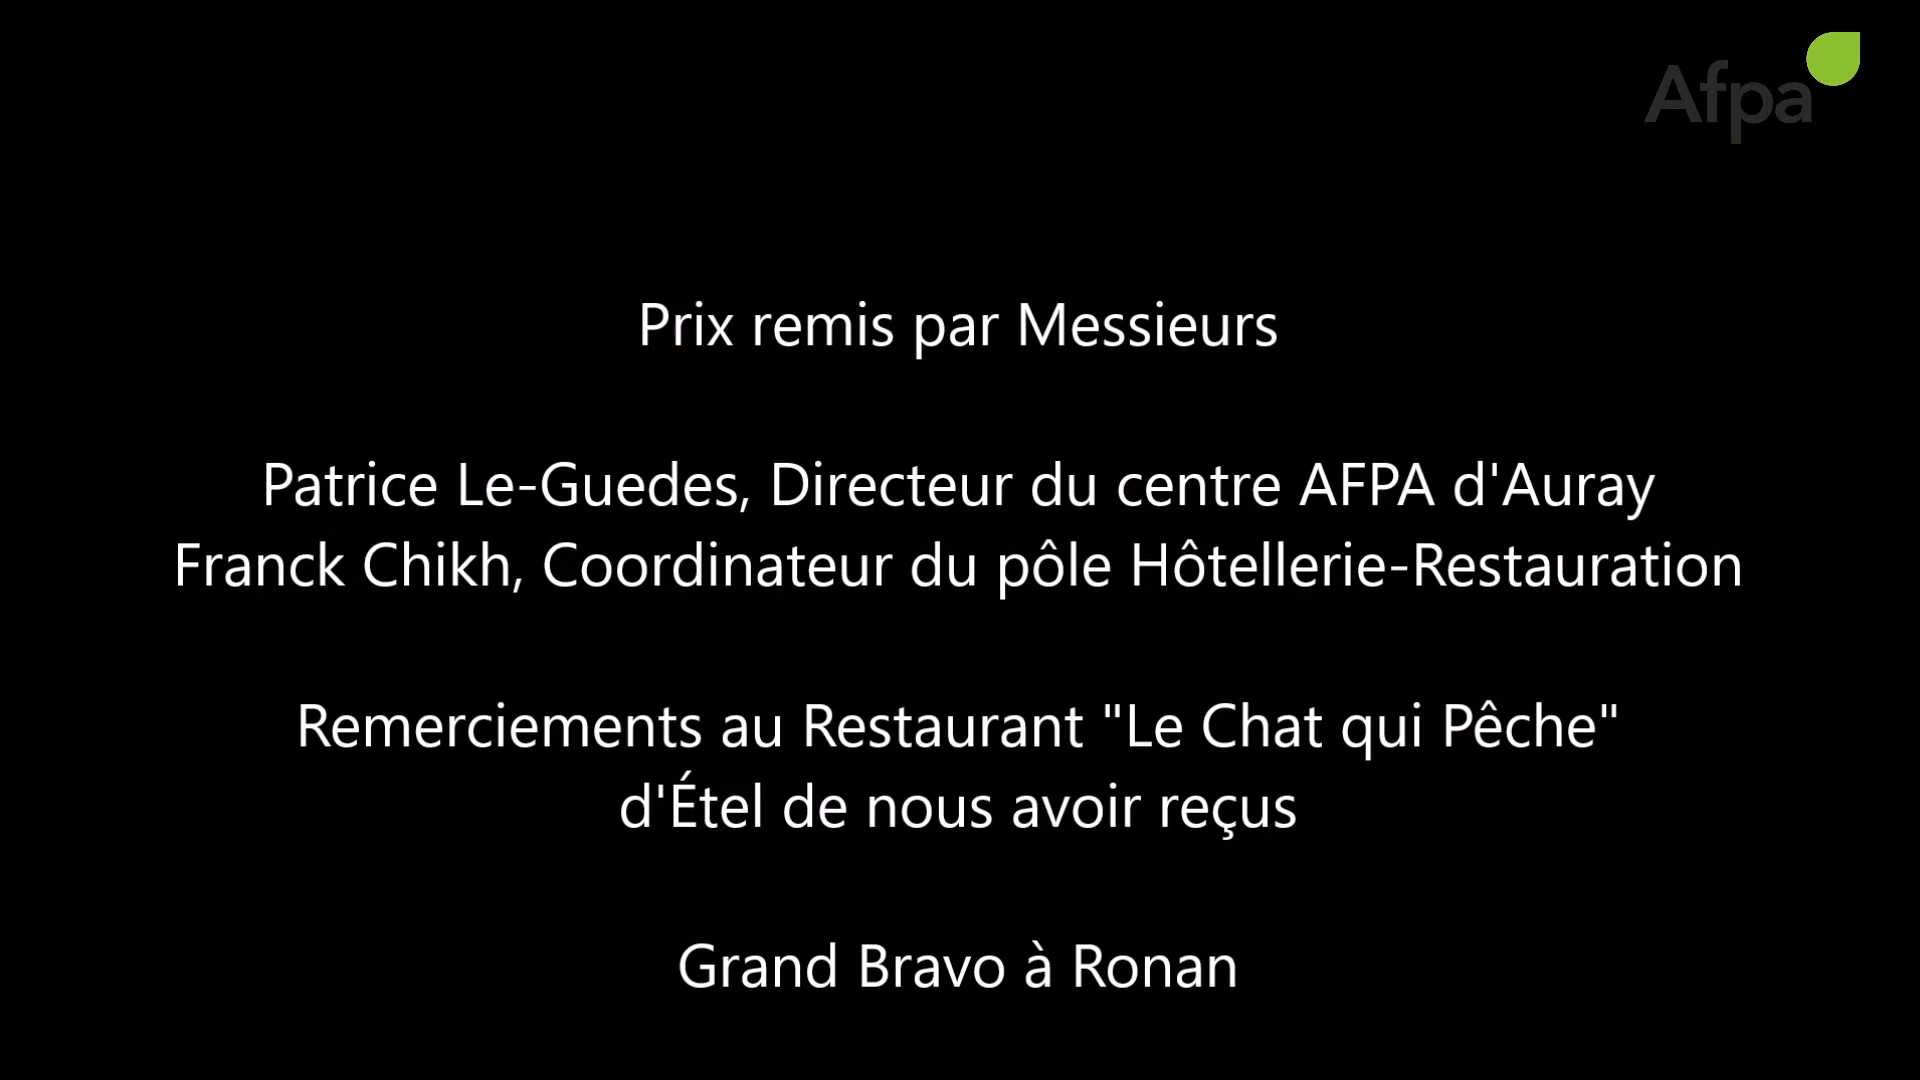 Afpa
Prix remis par Messieurs
Patrice Le-Guedes, Directeur du centre AFPA d'Auray
Franck Chikh, Coordinateur du pôle Hôtellerie-Restauration
Remerciements au Restaurant "Le Chat qui Pêche"
d'Étel de nous avoir reçus
Grand Bravo à Ronan